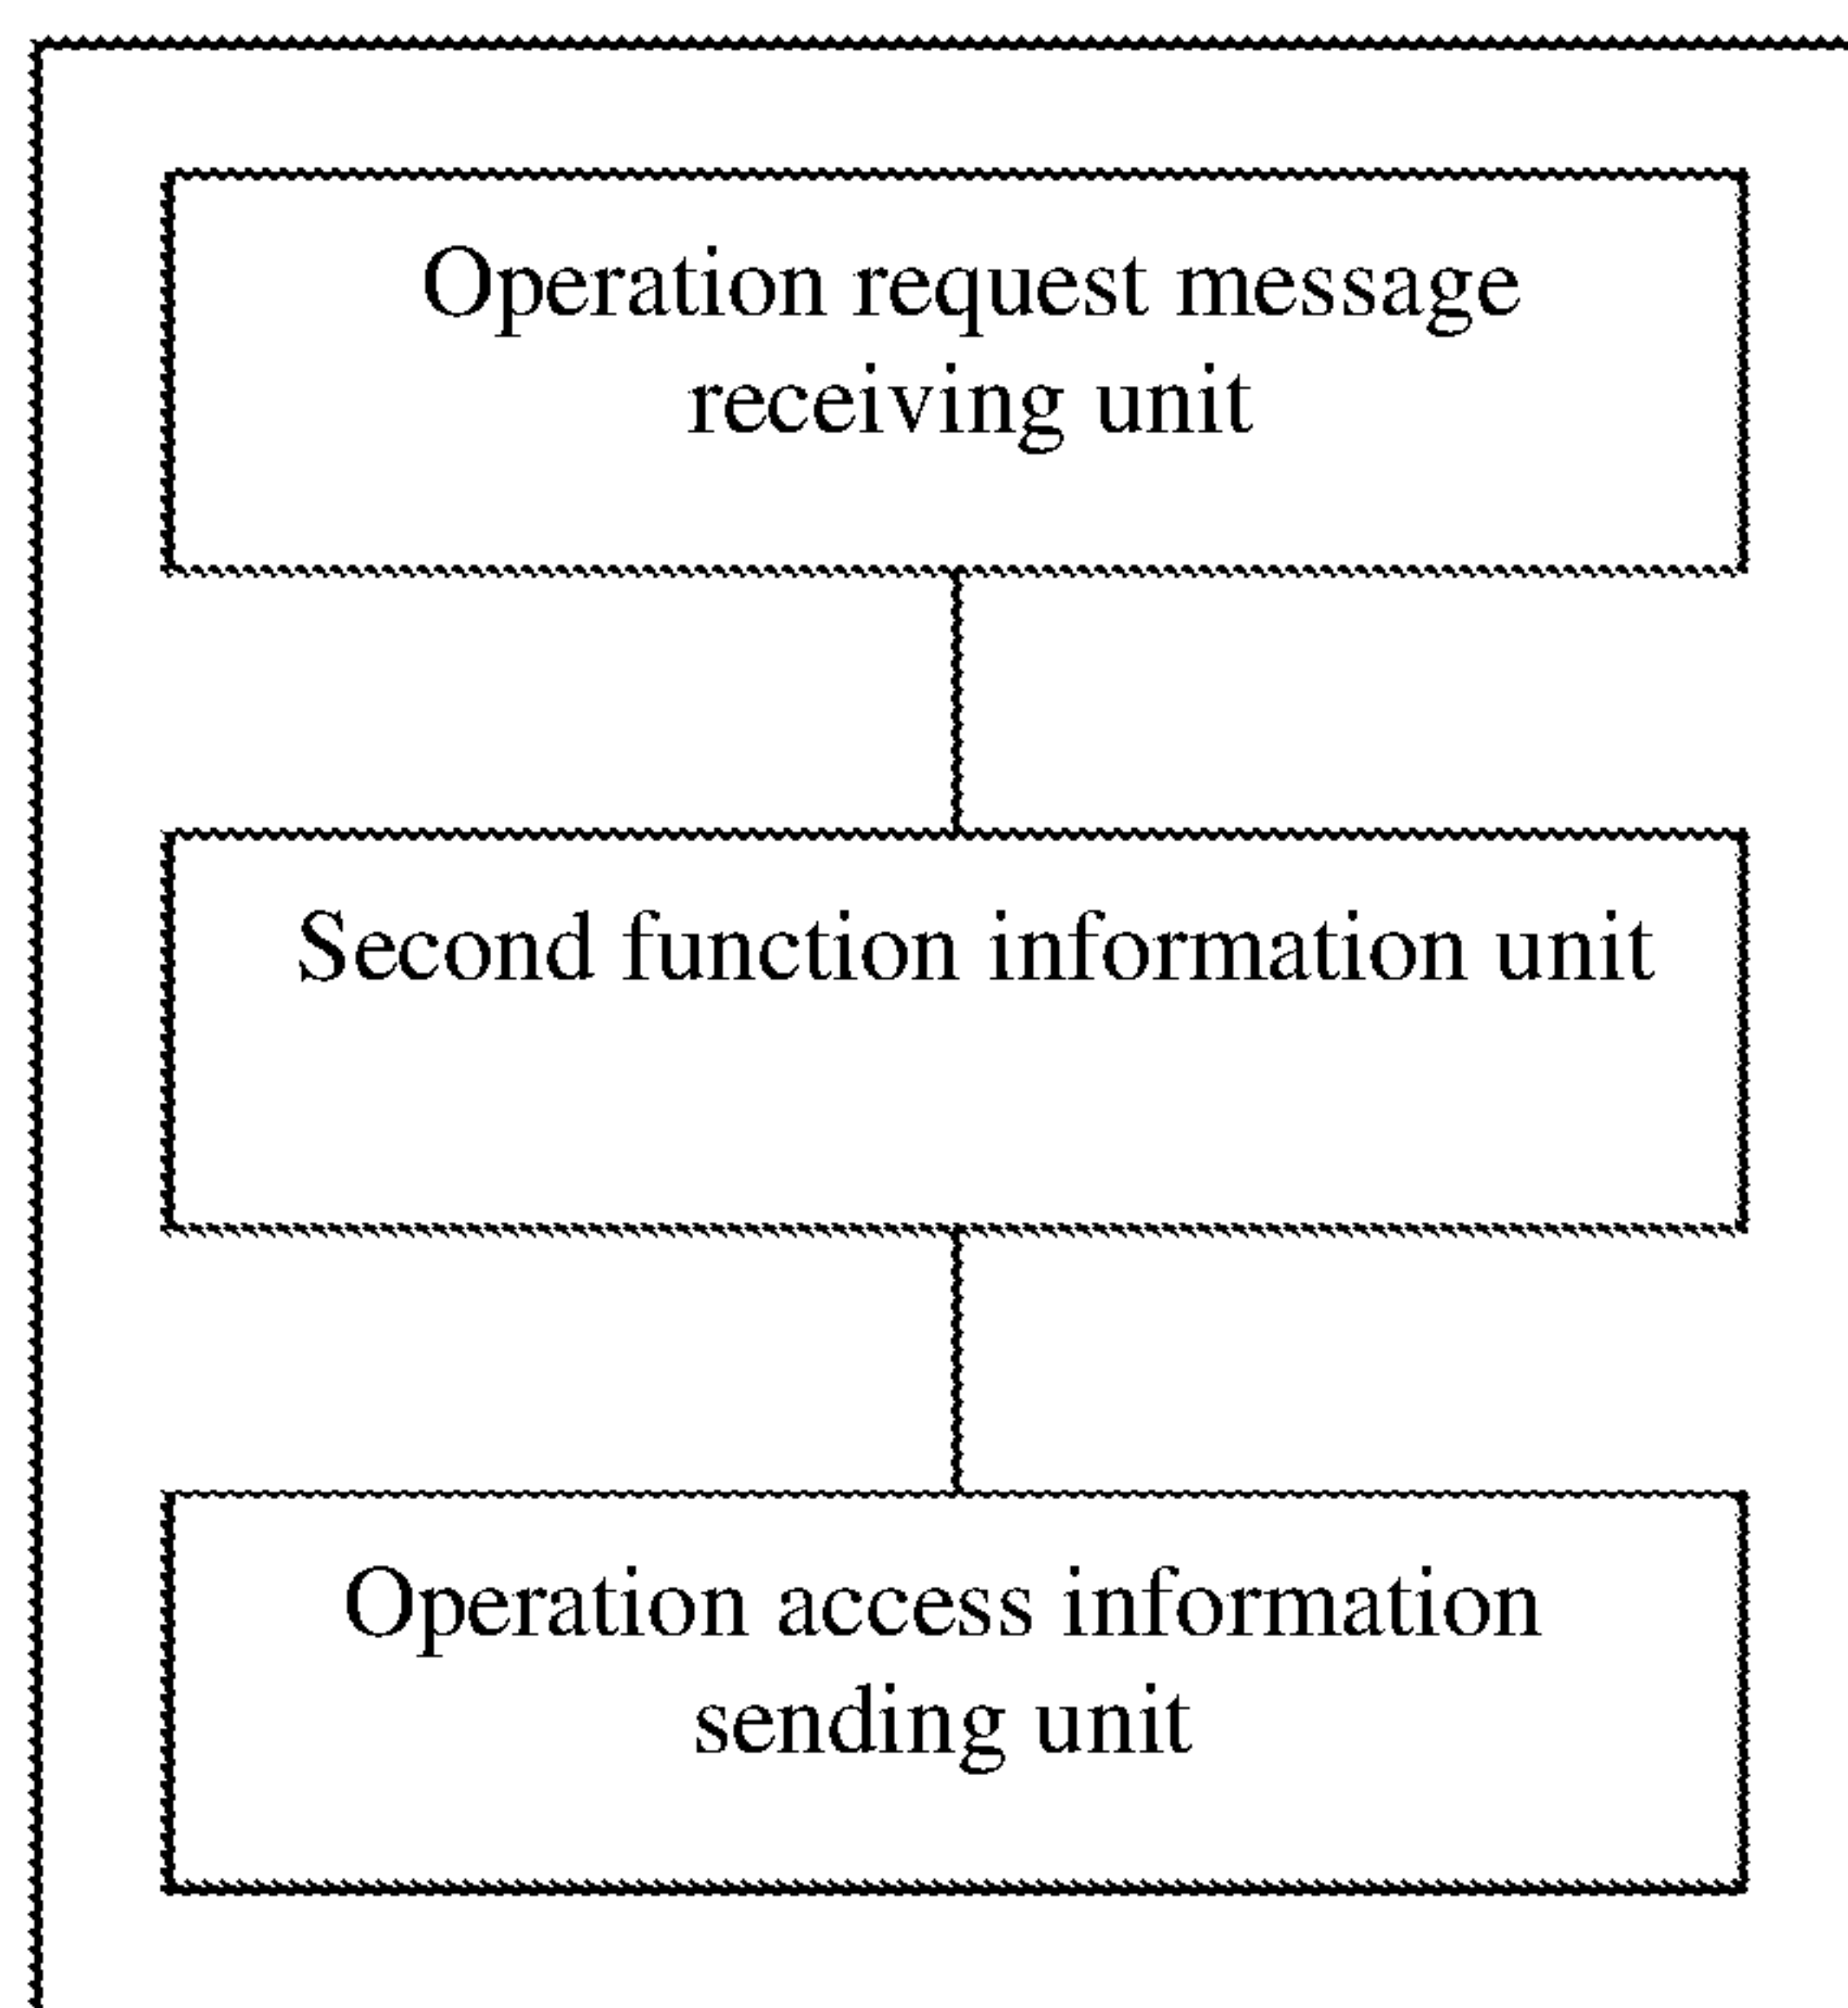 Operation request message
receiving unit
Second function information unit
Operation access information
sending unit